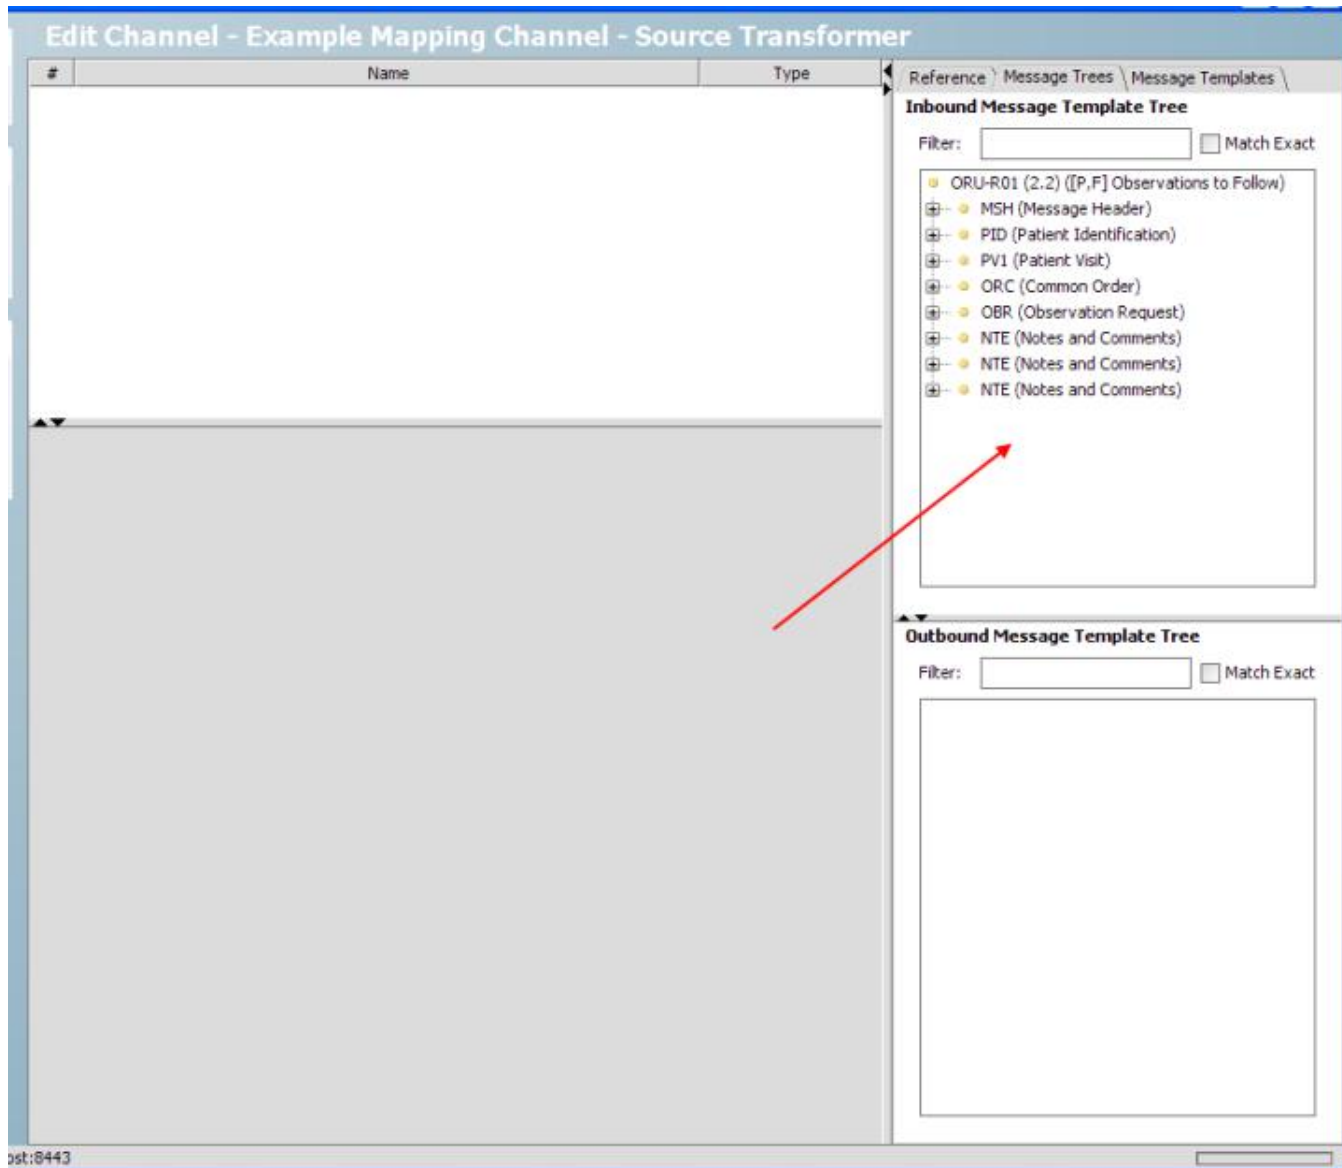 Edit Channel - Example Mapping Channel - Source Transformer
# Name Type
Reference Message Trees Message Templates
Inbound Message Template Tree
Filter: Match Exact
ORU-R01 (2.2) ([P,F] Observations to Follow)
MSH (Message Header)
PID (Patient Identification)
PV1 (Patient Visit)
ORC (Common Order)
OBR (Observation Request)
NTE (Notes and Comments)
NTE (Notes and Comments)
NTE (Notes and Comments)
Outbound Message Template Tree
Filter: Match Exact
ost:8443